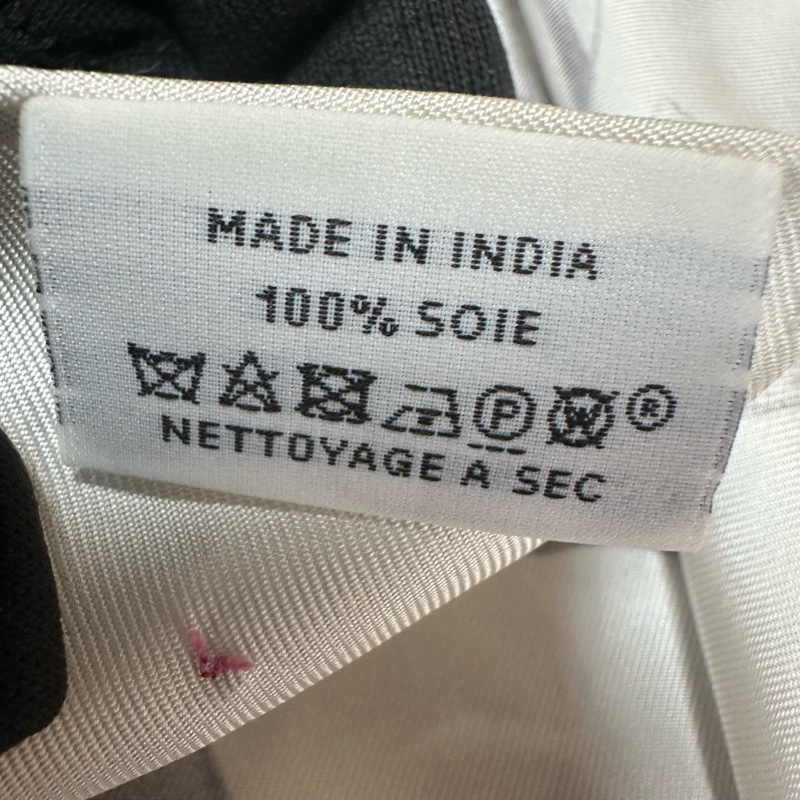 MADE IN INDIA
100% SOIE
P W ®
NETTOYAGE A SEC